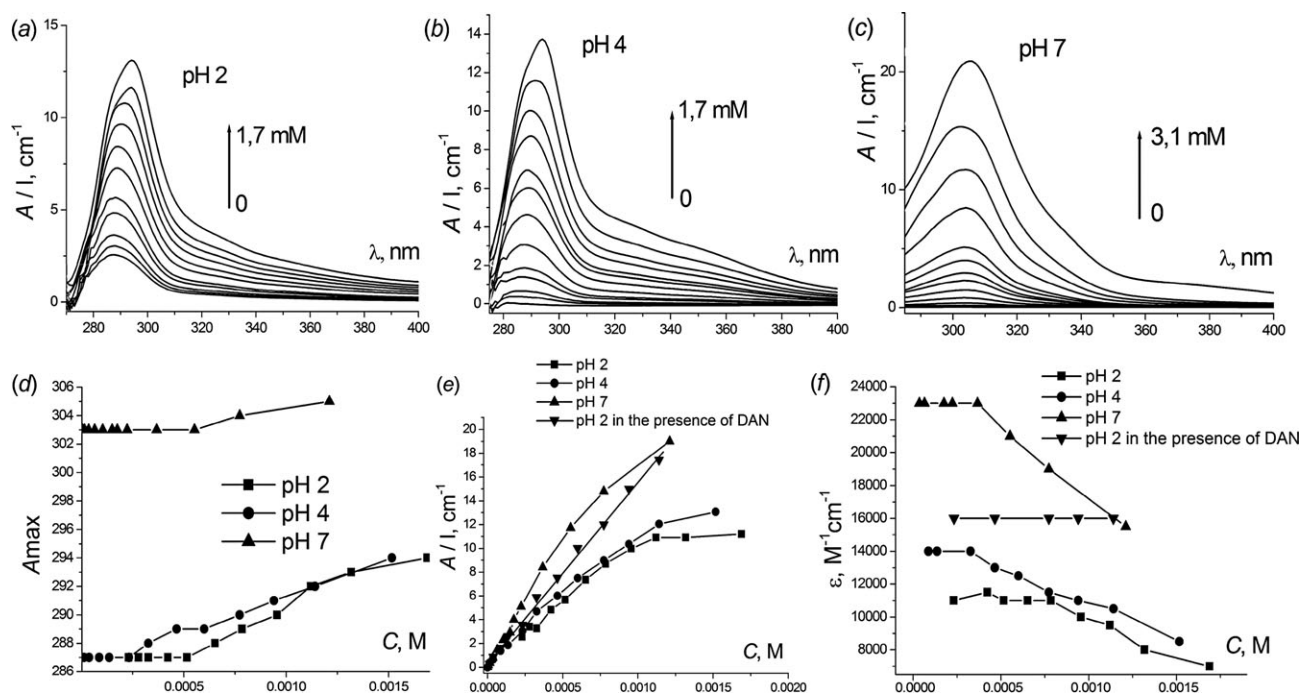 (a)
pH 2
1,7 mM
0
A / l, cm⁻¹
15
10
5
0
280 300 320 340 360 380 400
λ, nm
(b)
pH 4
1,7 mM
0
A / l, cm⁻¹
14
12
10
8
6
4
2
0
280 300 320 340 360 380 400
λ, nm
(c)
pH 7
3,1 mM
0
A / l, cm⁻¹
20
10
0
300 320 340 360 380 400
λ, nm
(d)
Amax
306
304
302
300
298
296
294
292
290
288
286
pH 2
pH 4
pH 7
C, M
0.0005 0.0010 0.0015
(e)
pH 2
pH 4
pH 7
pH 2 in the presence of DAN
A / l, cm⁻¹
20
18
16
14
12
10
8
6
4
2
0
C, M
0.0000 0.0005 0.0010 0.0015 0.0020
(f)
pH 2
pH 4
pH 7
pH 2 in the presence of DAN
ε, M⁻¹cm⁻¹
24000
22000
20000
18000
16000
14000
12000
10000
8000
C, M
0.0000 0.0005 0.0010 0.0015